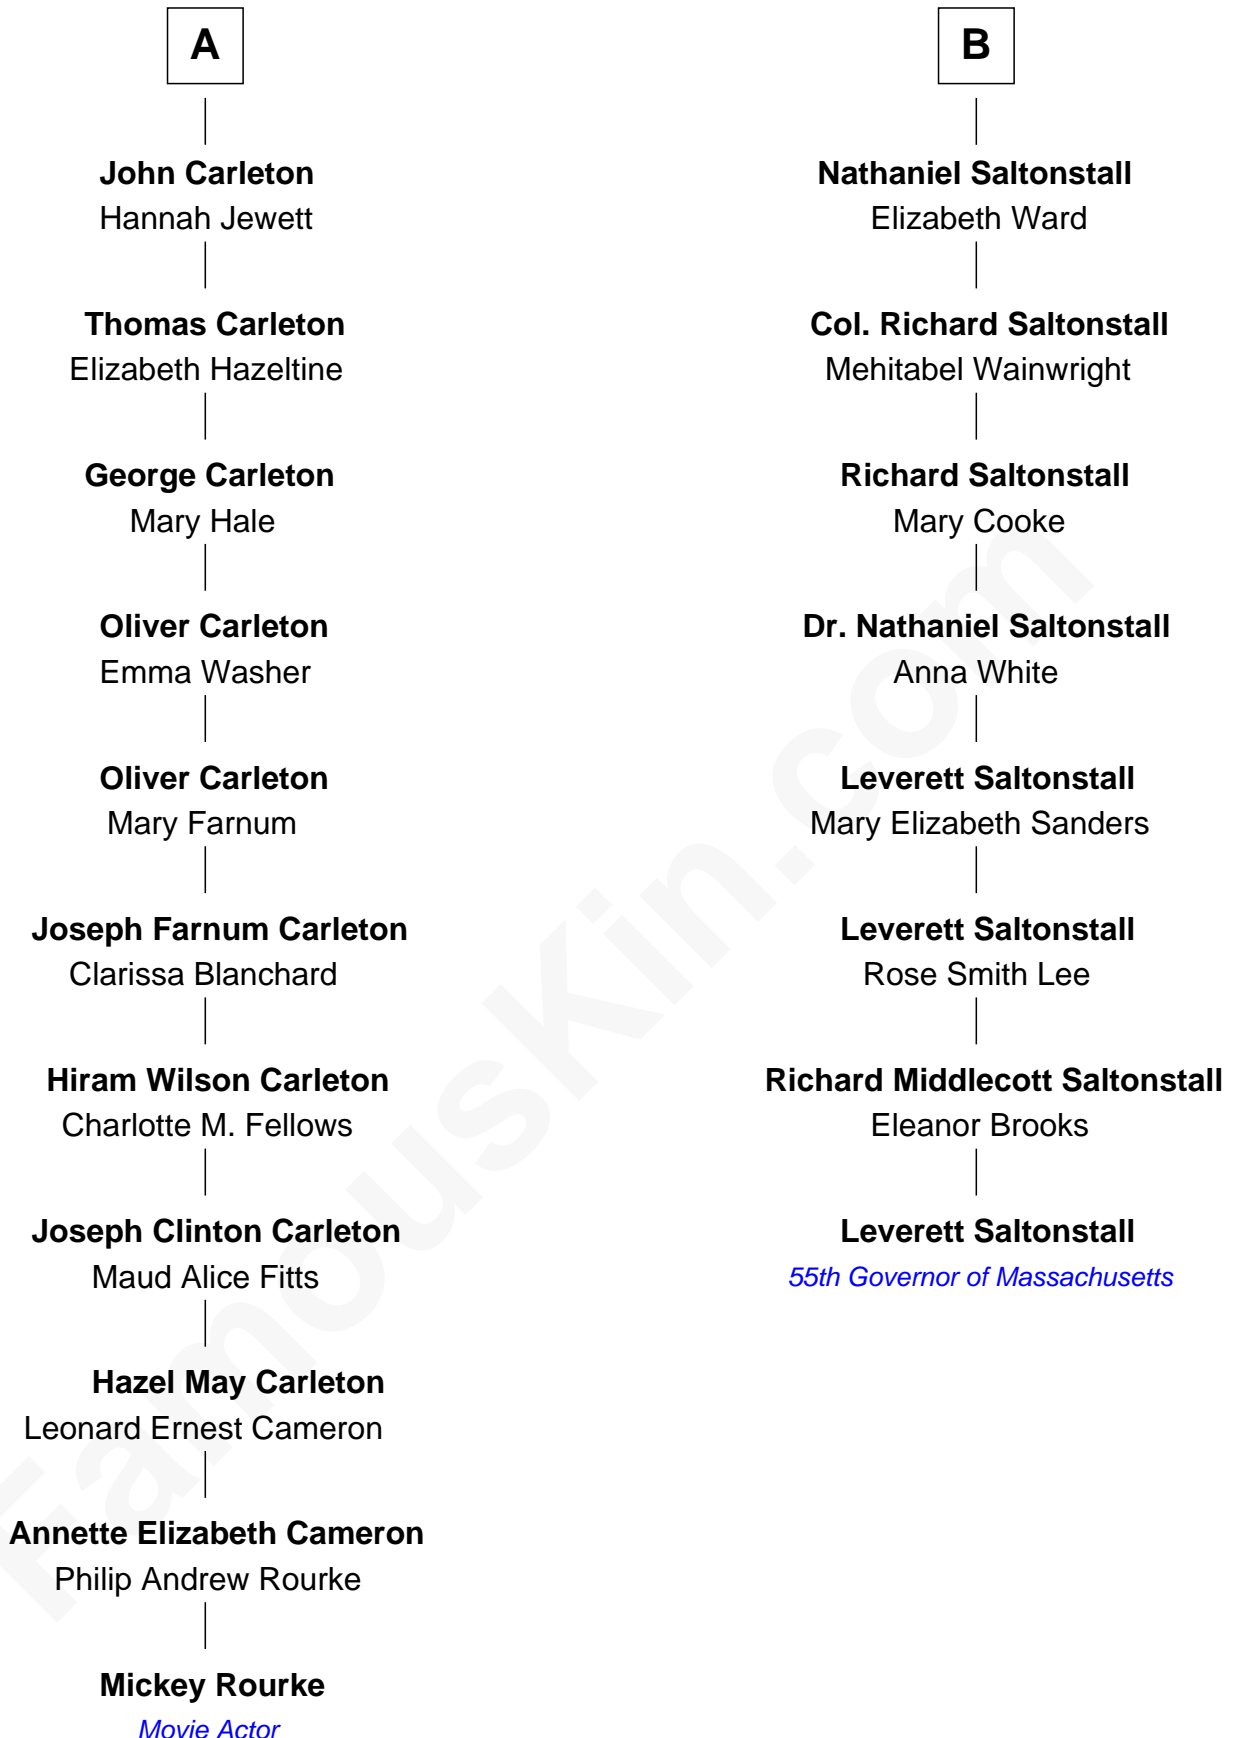 A
John Carleton
Hannah Jewett
Thomas Carleton
Elizabeth Hazeltine
George Carleton
Mary Hale
Oliver Carleton
Emma Washer
Oliver Carleton
Mary Farnum
Joseph Farnum Carleton
Clarissa Blanchard
Hiram Wilson Carleton
Charlotte M. Fellows
Joseph Clinton Carleton
Maud Alice Fitts
Hazel May Carleton
Leonard Ernest Cameron
Annette Elizabeth Cameron
Philip Andrew Rourke
Mickey Rourke
Movie Actor
B
Nathaniel Saltonstall
Elizabeth Ward
Col. Richard Saltonstall
Mehitabel Wainwright
Richard Saltonstall
Mary Cooke
Dr. Nathaniel Saltonstall
Anna White
Leverett Saltonstall
Mary Elizabeth Sanders
Leverett Saltonstall
Rose Smith Lee
Richard Middlecott Saltonstall
Eleanor Brooks
Leverett Saltonstall
55th Governor of Massachusetts
FamousKin.com